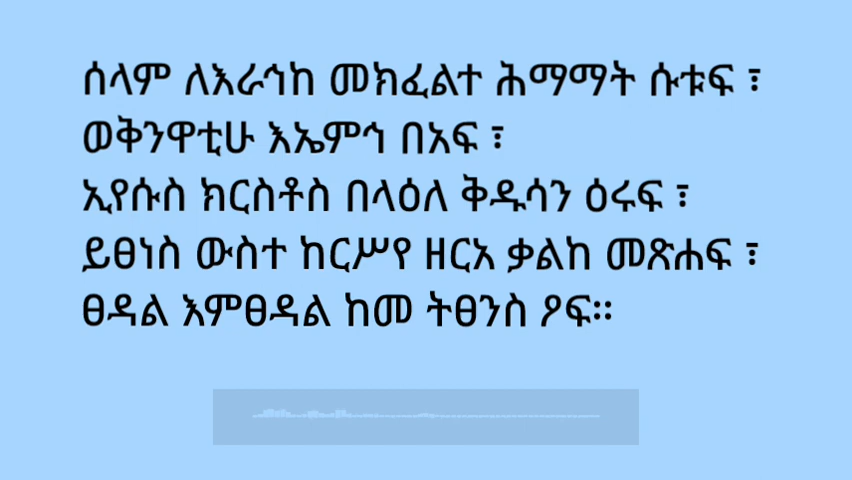 ሰላም ለእራኅከ መክፈልተ ሕማማት ሱቱፍ ፣
ወቅንዋቲሁ እኤምኅ በአፍ ፣
ኢየሱስ ክርስቶስ በላዕለ ቅዱሳን ዕሩፍ ፣
ይፀነስ ውስተ ከርሥየ ዘርአ ቃልከ መጽሐፍ ፣
ፀዳል እምፀዳል ከመ ትፀንስ ዖፍ።